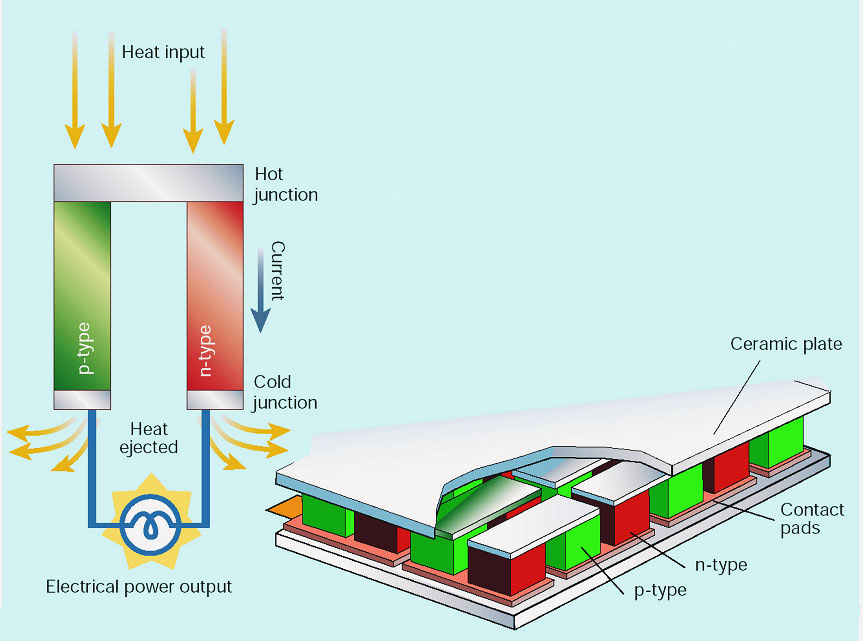 Heat input
Hot
junction
Current
p-type
n-type
Cold
junction
Heat
ejected
Electrical power output
Ceramic plate
Contact
pads
n-type
p-type